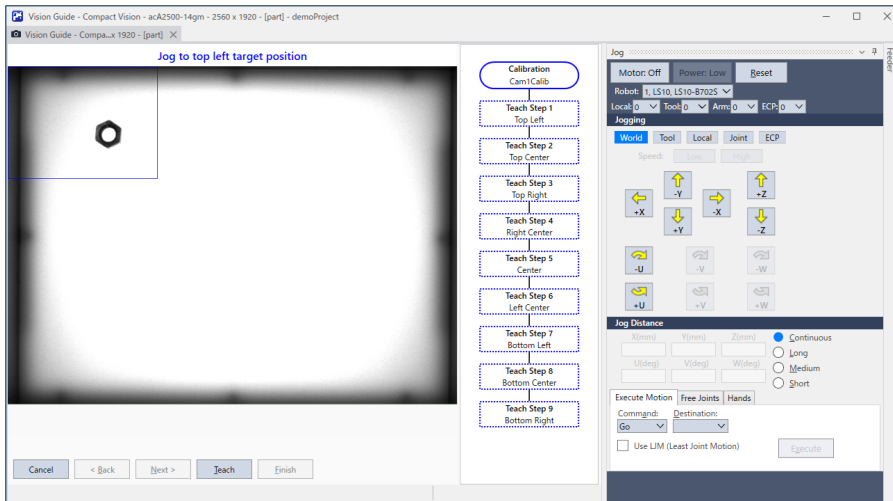 Vision Guide - Compact Vision - acA2500-14gm - 2560 x 1920 - [part] - demoProject
Vision Guide - Compa...x 1920 - [part]
Jog to top left target position
Calibration
Cam1Calib
Teach Step 1
Top Left
Teach Step 2
Top Center
Teach Step 3
Top Right
Teach Step 4
Right Center
Teach Step 5
Center
Teach Step 6
Left Center
Teach Step 7
Bottom Left
Teach Step 8
Bottom Center
Teach Step 9
Bottom Right
Cancel < Back Next > Teach Finish
Jog
Feeder
Motor: Off Power: Low Reset
Robot: 1, LS10, LS10-B702S
Local: 0 Tool: 0 Arm: 0 ECP: 0
Jogging
World Tool Local Joint ECP
Speed: Low High
-Y +Z
+X -X
+Y -Z
-U -V -W
+U +V +W
Jog Distance
X(mm) Y(mm) Z(mm) Continuous
Long
U(deg) V(deg) W(deg) Medium
Short
Execute Motion Free Joints Hands
Command: Destination:
Go
Use LJM (Least Joint Motion) Execute